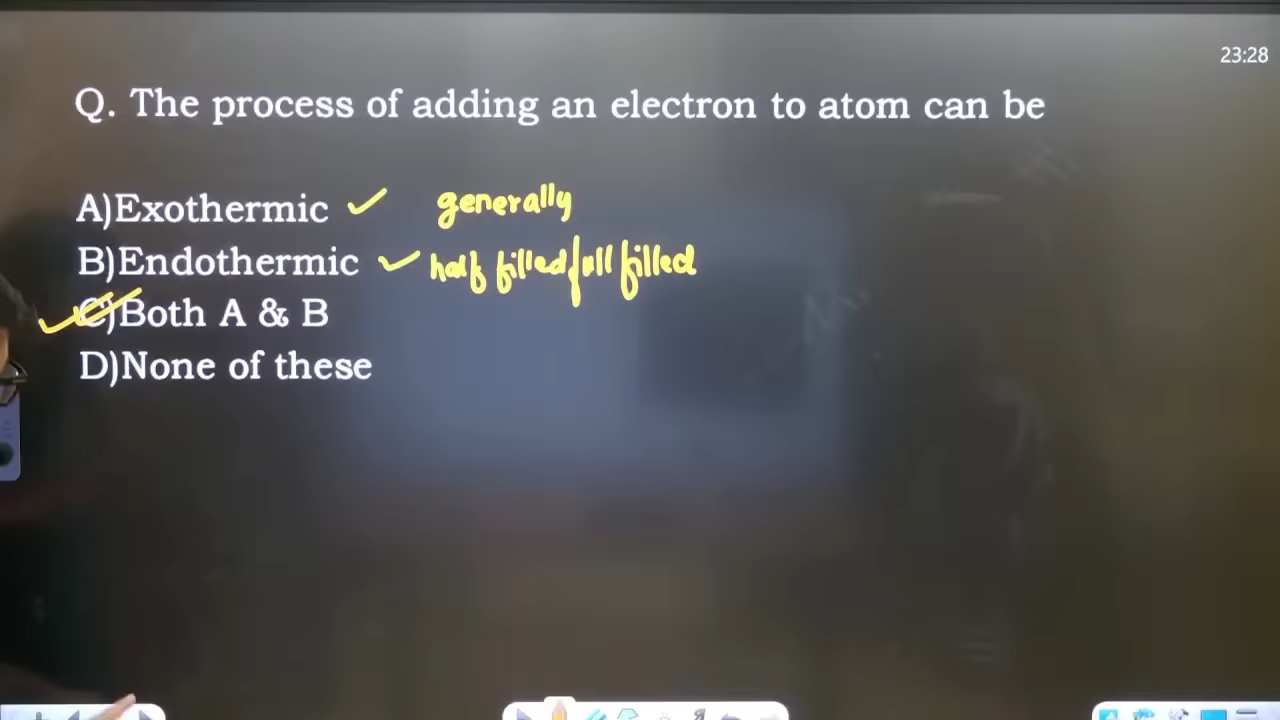 23:28
Q. The process of adding an electron to atom can be
A)Exothermic ✓ generally
B)Endothermic ✓ half filled/full filled
C)Both A & B
D)None of these